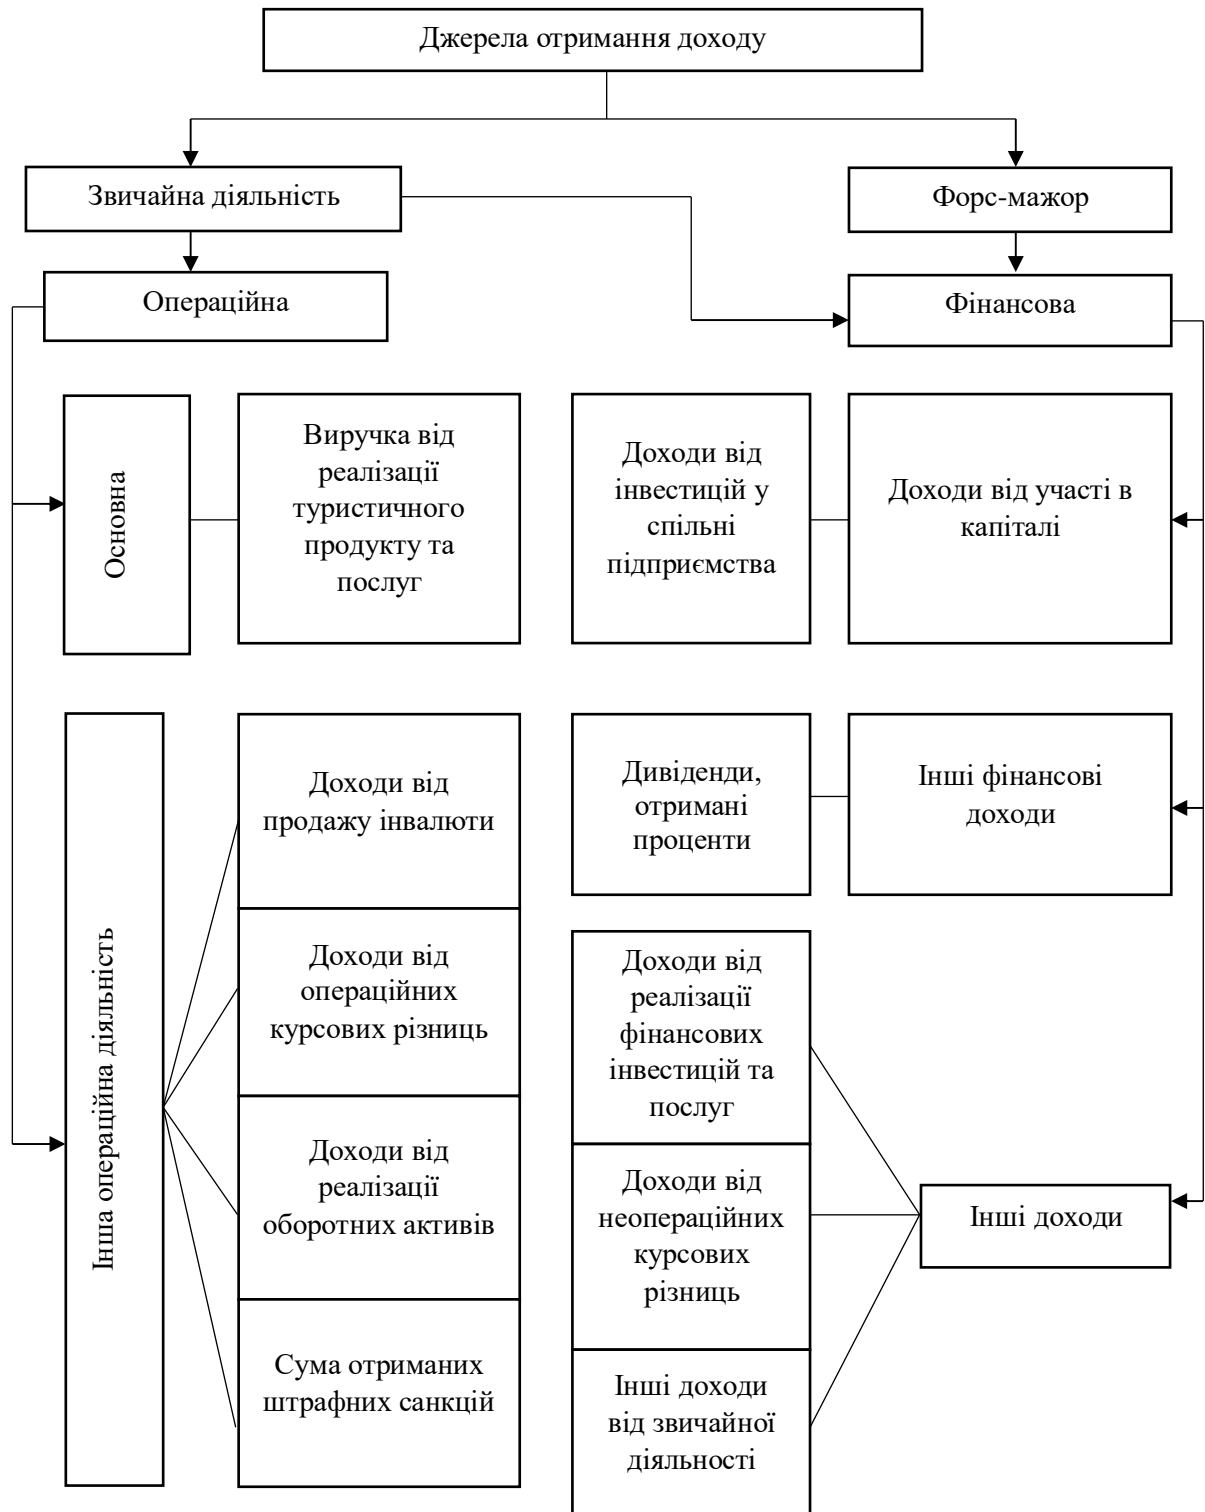 Джерела отримання доходу
Звичайна діяльність
Форс-мажор
Операційна
Фінансова
Основна
Виручка від
реалізації
туристичного
продукту та
послуг
Доходи від
інвестицій у
спільні
підприємства
Доходи від участі в
капіталі
Інша операційна діяльність
Доходи від
продажу інвалюти
Дивіденди,
отримані
проценти
Інші фінансові
доходи
Доходи від
операційних
курсових різниць
Доходи від
реалізації
фінансових
інвестицій та
послуг
Доходи від
реалізації
оборотних активів
Доходи від
неопераційних
курсових
різниць
Інші доходи
Сума отриманих
штрафних санкцій
Інші доходи
від звичайної
діяльності